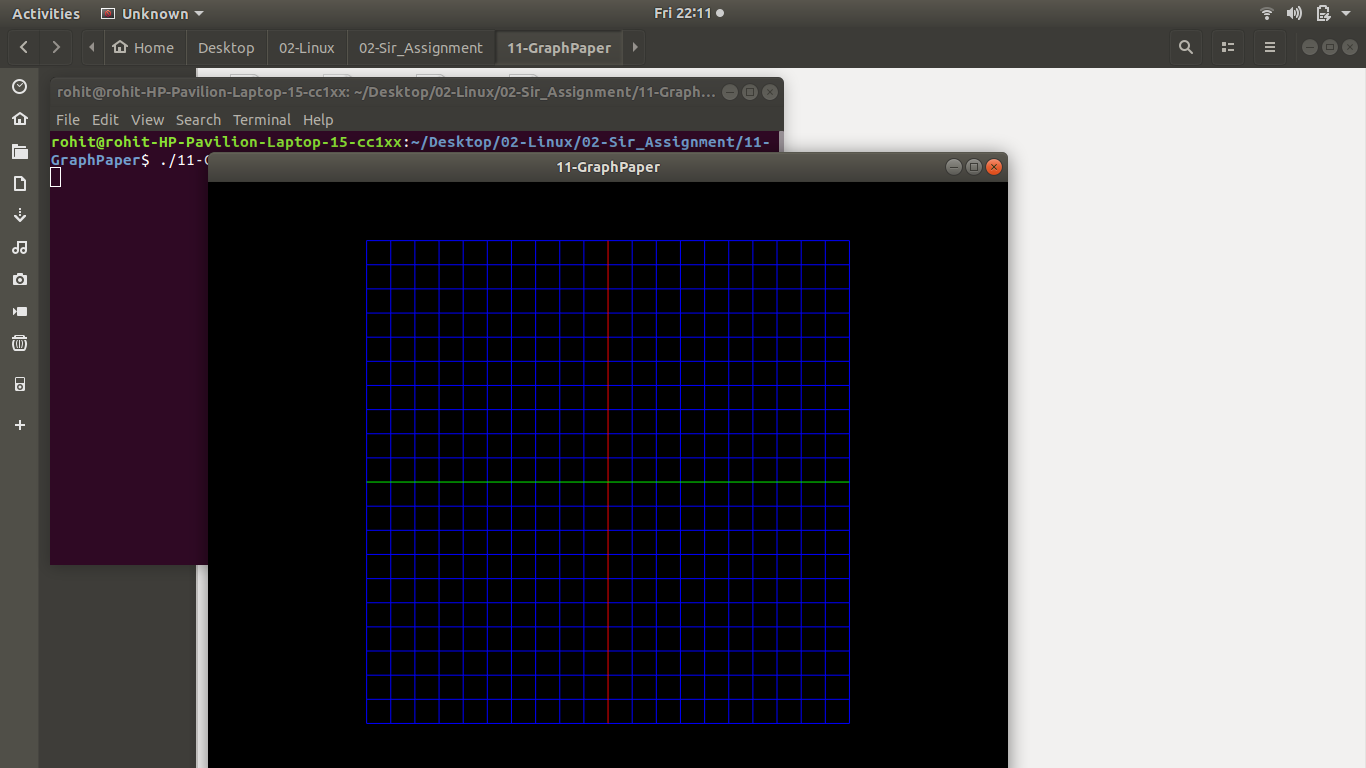 Activities Unknown Fri 22:11
Home Desktop 02-Linux 02-Sir_Assignment 11-GraphPaper
rohit@rohit-HP-Pavilion-Laptop-15-cc1xx: ~/Desktop/02-Linux/02-Sir_Assignment/11-Graph...
File Edit View Search Terminal Help
rohit@rohit-HP-Pavilion-Laptop-15-cc1xx:~/Desktop/02-Linux/02-Sir_Assignment/11-
GraphPaper$ ./11-G
11-GraphPaper